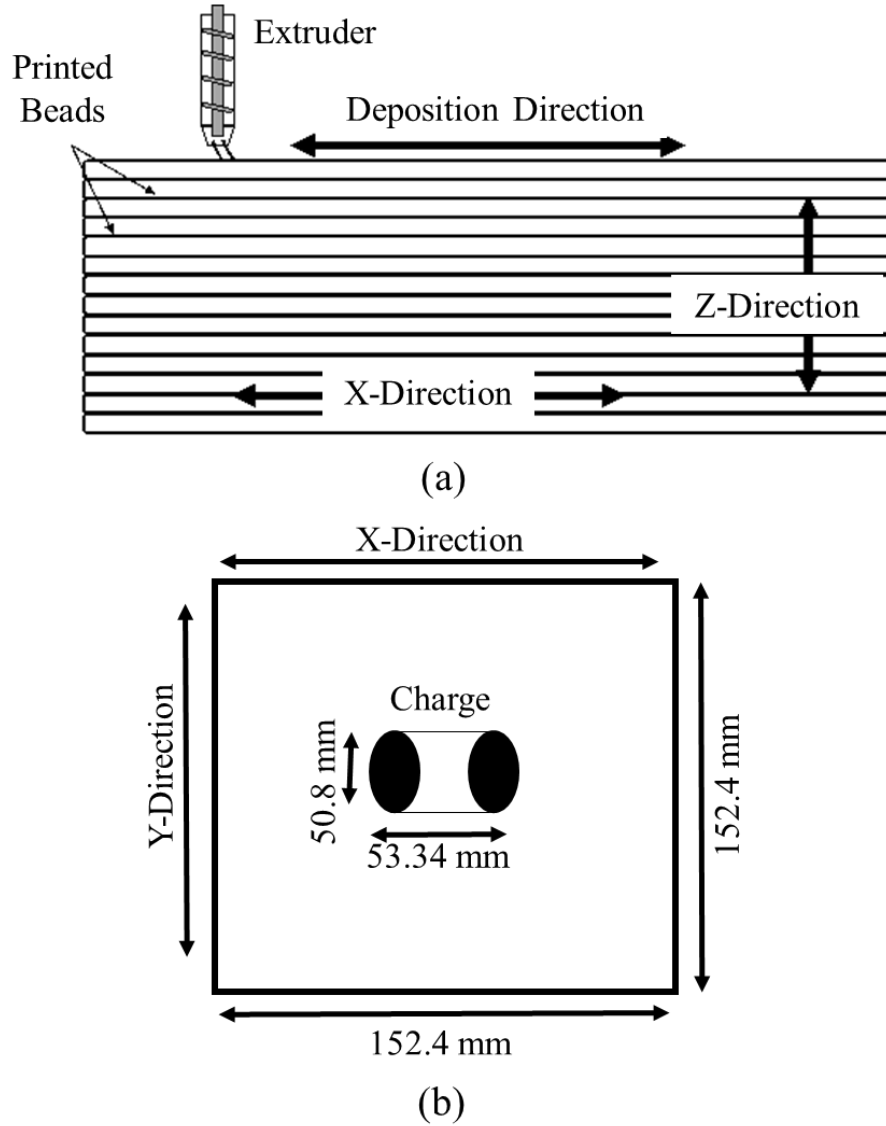 Extruder
Printed
Beads
Deposition Direction
Z-Direction
X-Direction
(a)
X-Direction
Y-Direction
Charge
50.8 mm
53.34 mm
152.4 mm
152.4 mm
(b)